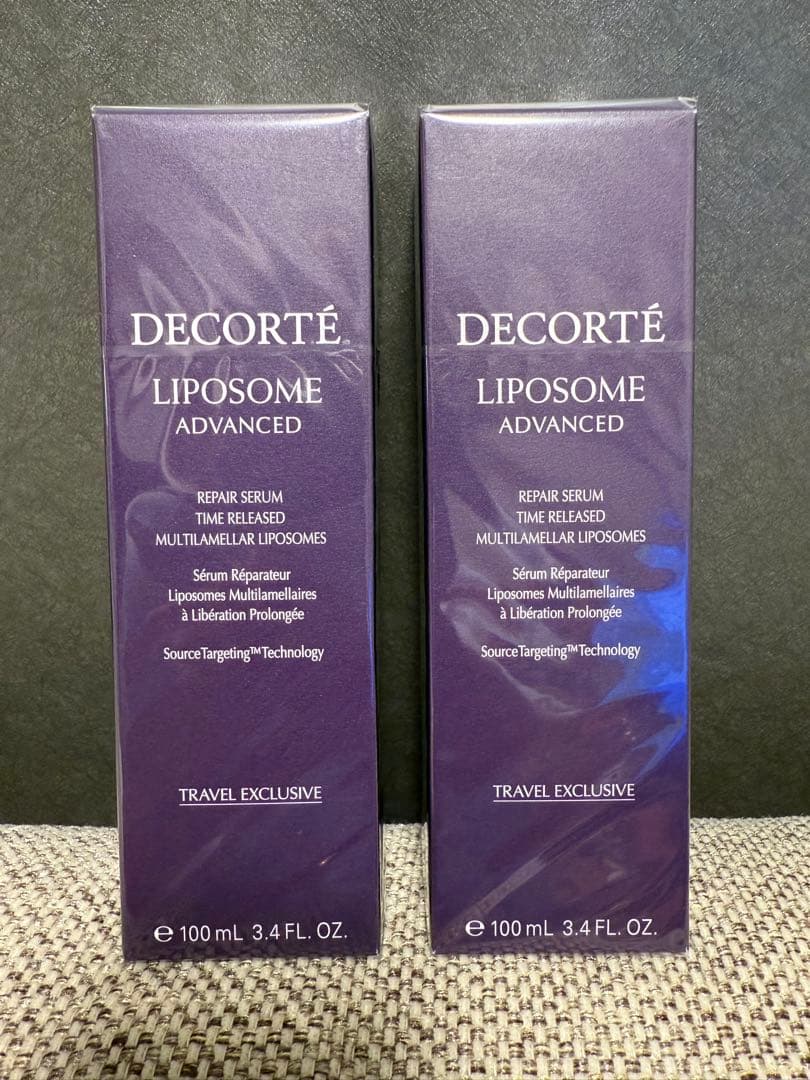 DECORTÉ
LIPOSOME
ADVANCED
REPAIR SERUM
TIME RELEASED
MULTILAMELLAR LIPOSOMES
Sérum Réparateur
Liposomes Multilamellaires
à Libération Prolongée
SourceTargeting™Technology
TRAVEL EXCLUSIVE
℮ 100 mL 3.4 FL. OZ.
DECORTÉ
LIPOSOME
ADVANCED
REPAIR SERUM
TIME RELEASED
MULTILAMELLAR LIPOSOMES
Sérum Réparateur
Liposomes Multilamellaires
à Libération Prolongée
SourceTargeting™Technology
TRAVEL EXCLUSIVE
℮ 100 mL 3.4 FL. OZ.